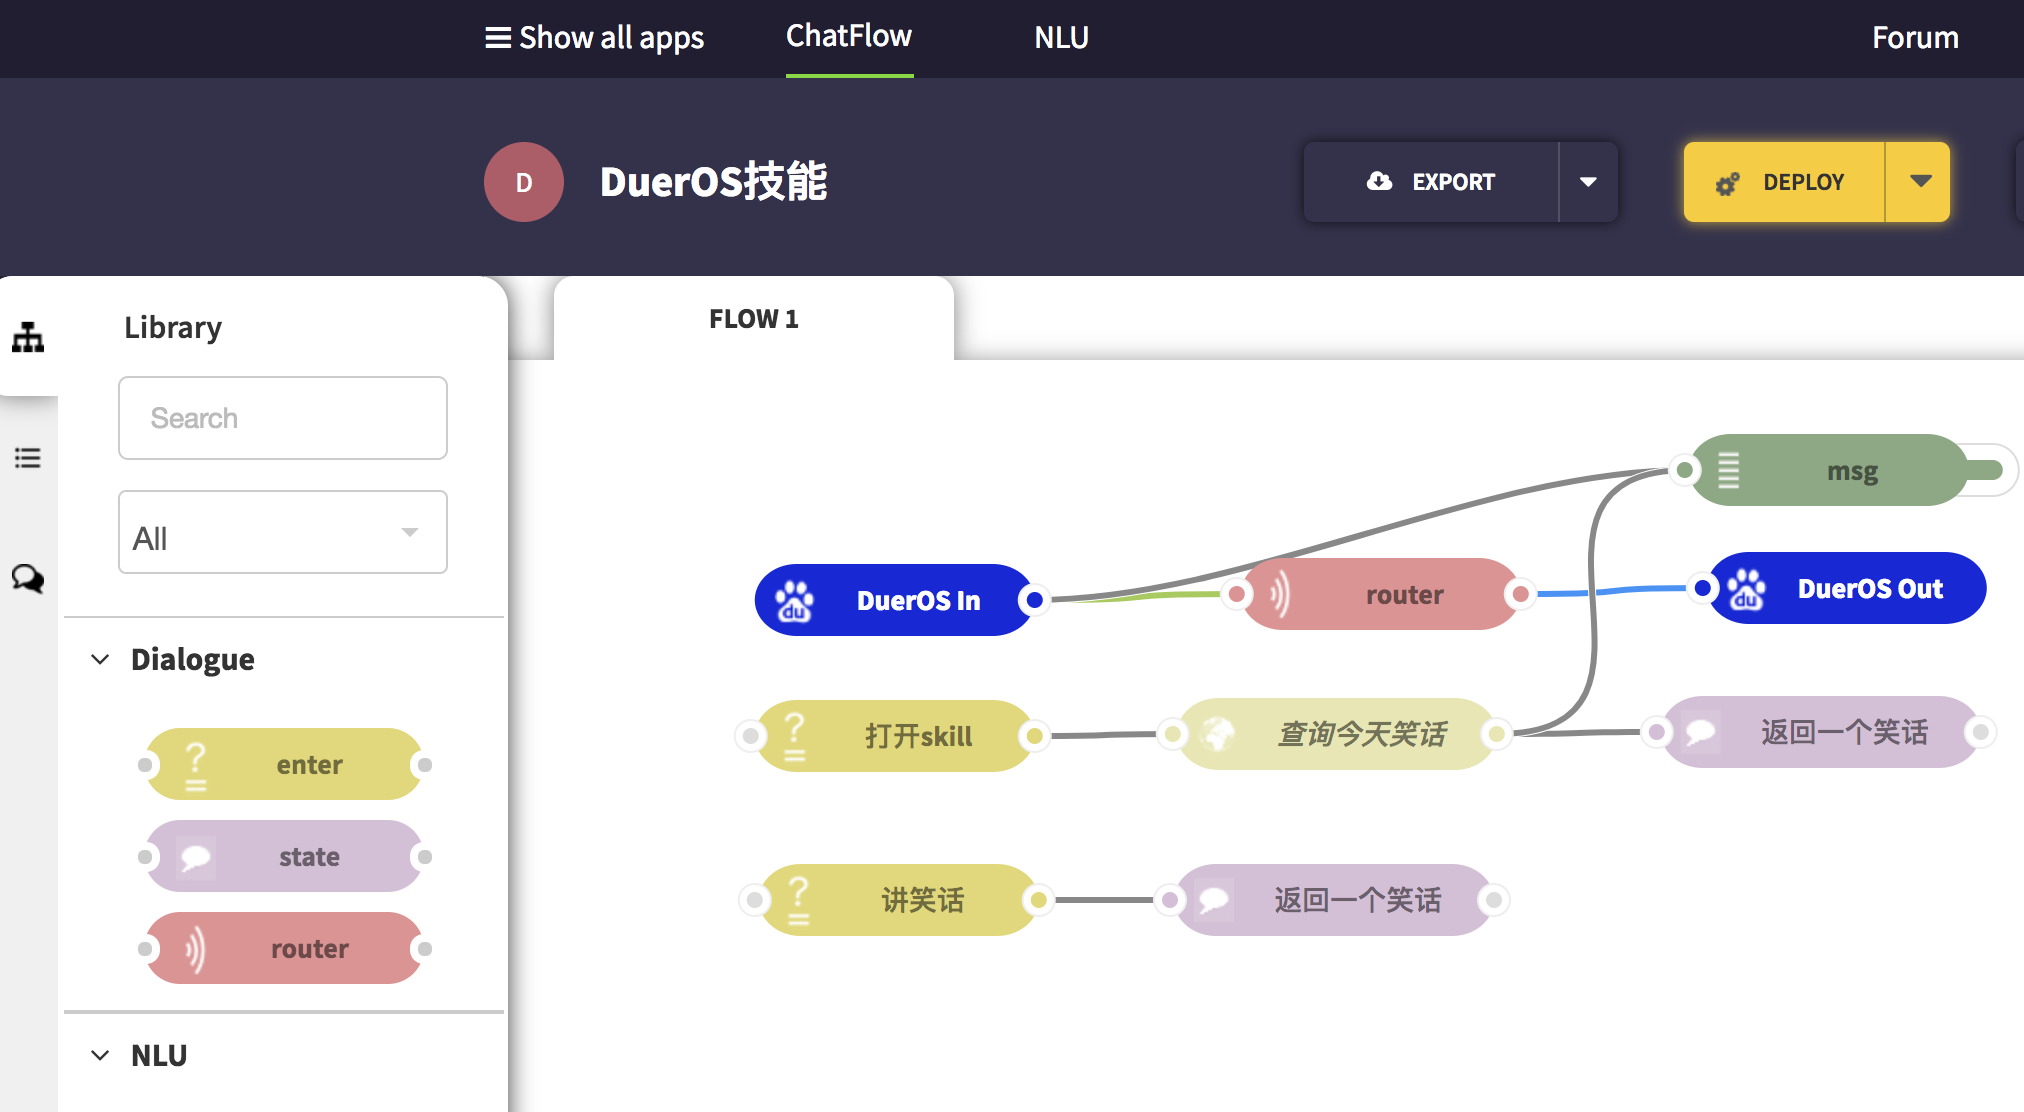 Show all apps
ChatFlow
NLU
Forum
D
DuerOS技能
EXPORT
DEPLOY
Library
FLOW 1
Search
All
msg
du
DuerOS In
router
du
DuerOS Out
Dialogue
打开skill
查询今天笑话
返回一个笑话
enter
state
讲笑话
返回一个笑话
router
NLU